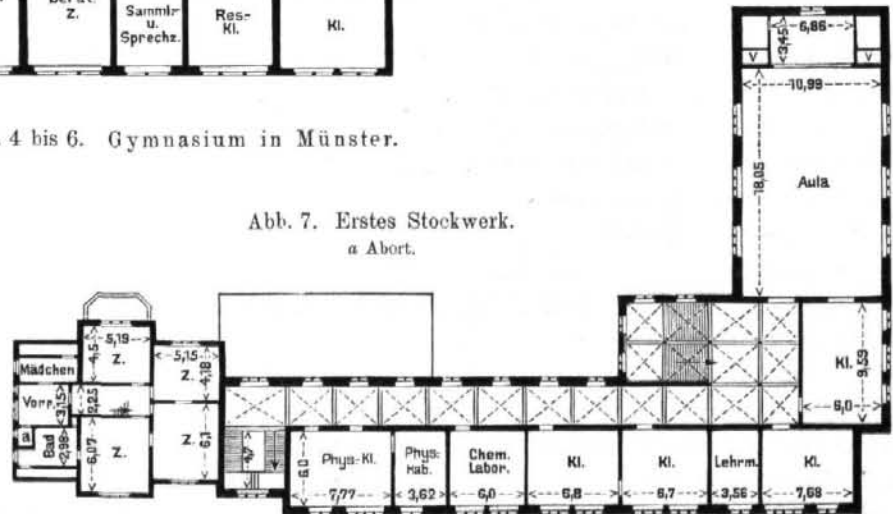 Z.
Sammlr-
u.
Sprechz.
Res.-
Kl.
Kl.
4 bis 6. Gymnasium in Münster.
Abb. 7. Erstes Stockwerk.
a Abort.
6,86
3,45
V
V
10,99
18,05
Aula
Kl.
9,59
6,0
Mädchen
Vorr.
3,15
a
Bad
2,98
5,19
4,5
Z.
2,25
6,07
Z.
5,15
4,18
Z.
6,1
Z.
Phys.-Kl.
6,0
7,77
Phys.-
Kab.
3,62
Chem.
Labor.
6,0
Kl.
6,8
Kl.
6,7
Lehrm.
3,56
Kl.
7,68